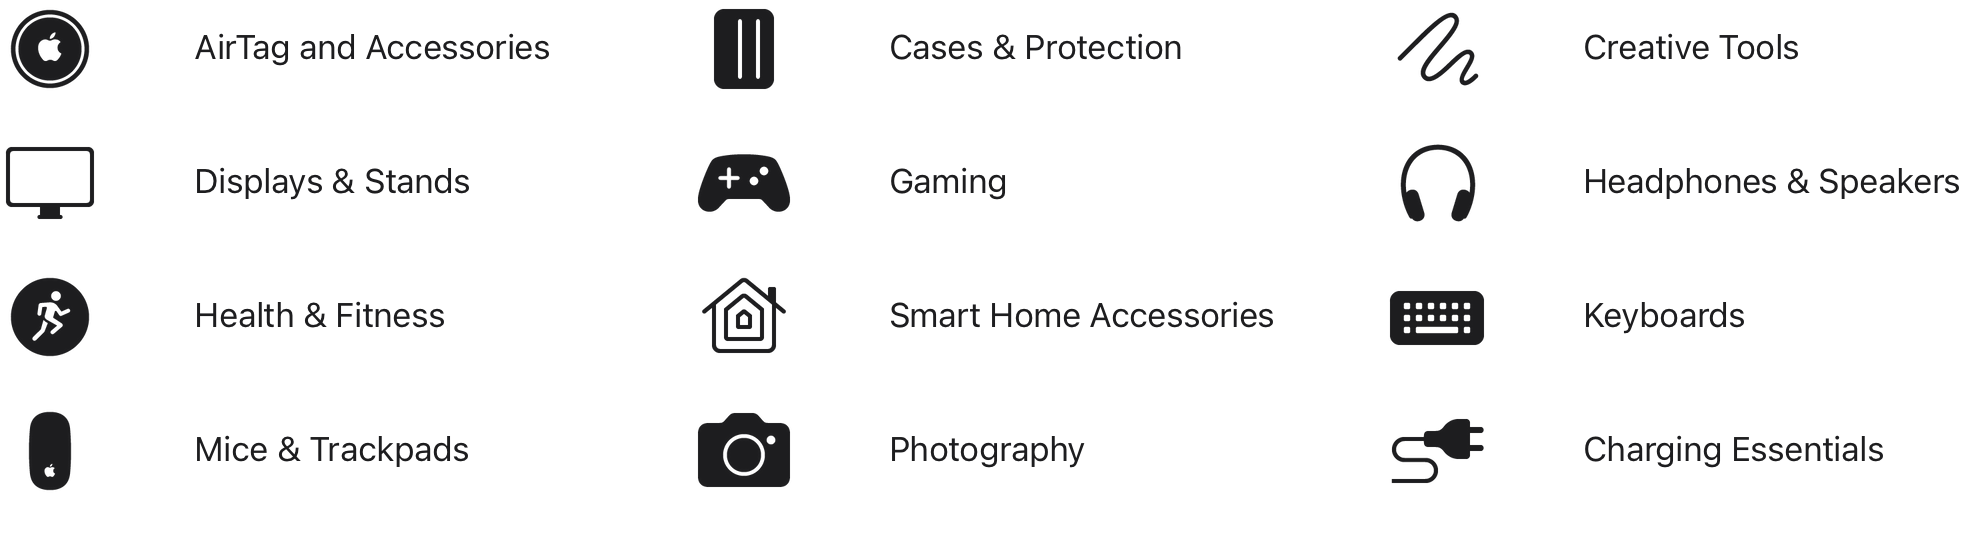 AirTag and Accessories
Cases & Protection
Creative Tools
Displays & Stands
Gaming
Headphones & Speakers
Health & Fitness
Smart Home Accessories
Keyboards
Mice & Trackpads
Photography
Charging Essentials